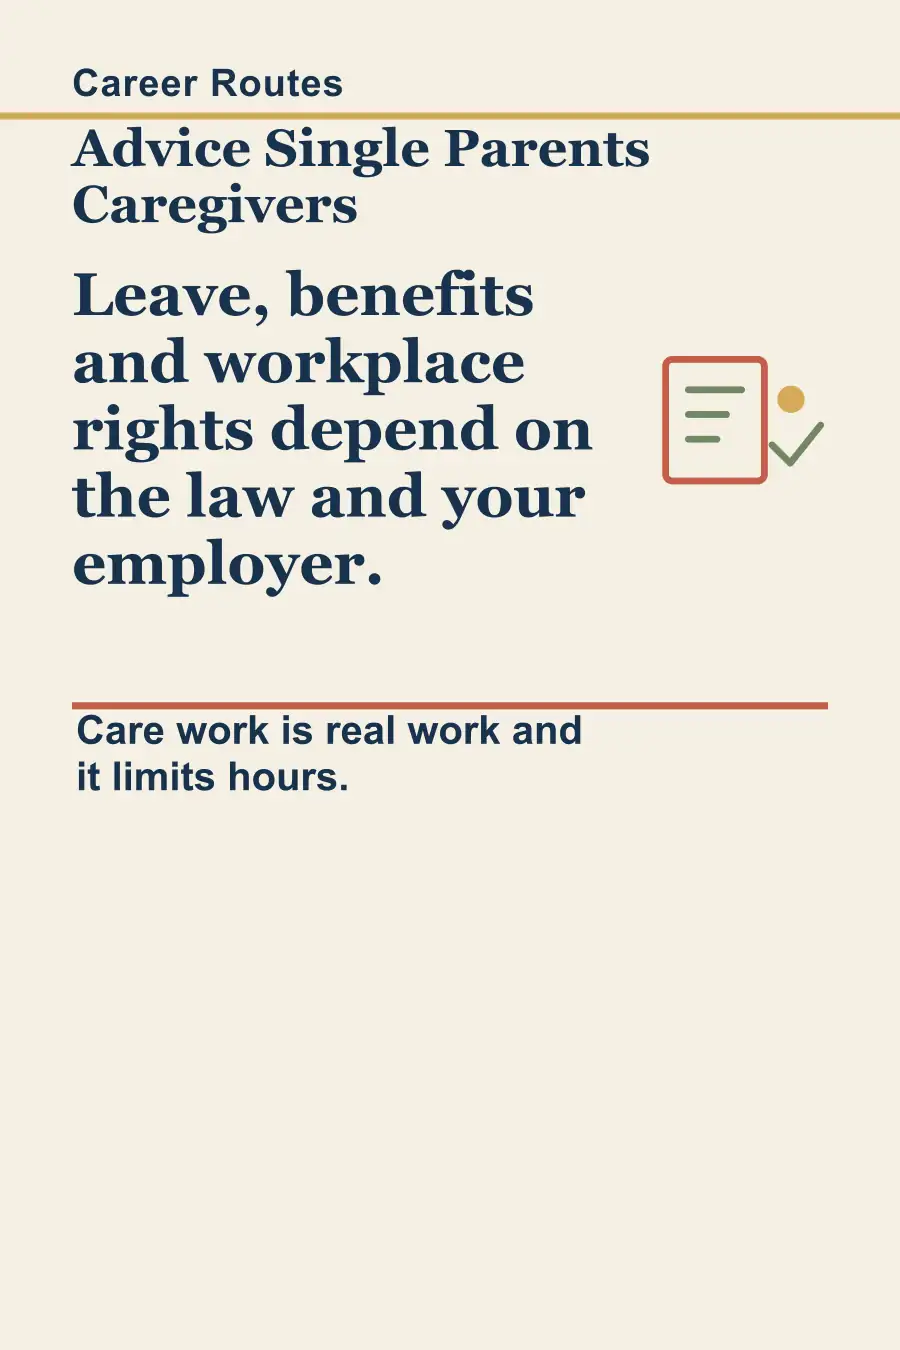 Career Routes
Advice Single Parents
Caregivers
Leave, benefits
and workplace
rights depend on
the law and your
employer.
Care work is real work and
it limits hours.